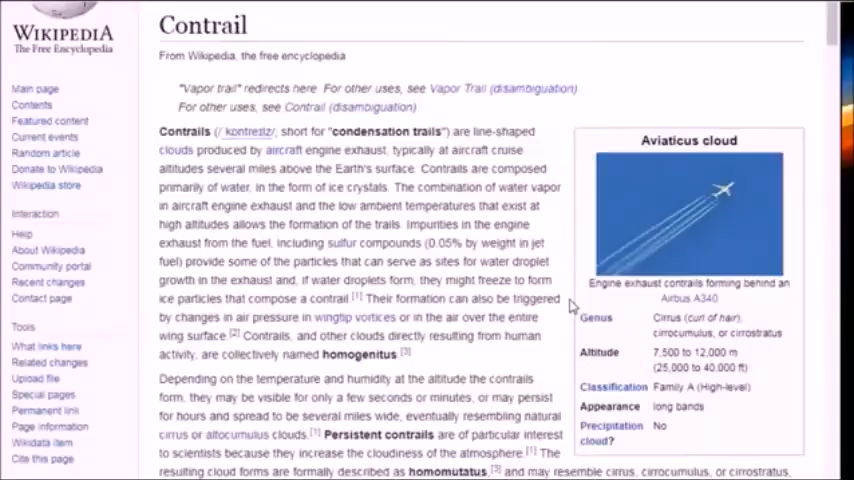 Contrail
WIKIPEDIA
The Free Encyclopedia
From Wikipedia, the free encyclopedia
"Vapor trail" redirects here For other uses, see Vapor Trail (disambiguation)
For other uses, see Contrail (disambiguation)
Main page
Contents
Featured content
Current events
Random article
Donate to Wikipedia
Wikipedia store
Interaction
Help
About Wikipedia
Community portal
Recent changes
Contact page
Tools
What links here
Related changes
Upload file
Special pages
Permanent link
Page information
Wikidata item
Cite this page
Contrails short for "condensation trails") are line-shaped
clouds produced by aircraft engine exhaust, typically at aircraft cruise
altitudes several miles above the Earth's surface. Contrails are composed
primarily of water, in the form of ice crystals. The combination of water vapor
in aircraft engine exhaust and the low ambient temperatures that exist at
high altitudes allows the formation of the trails. Impurities in the engine
exhaust from the fuel, including sulfur compounds (0.05% by weight in jet
fuel) provide some of the particles that can serve as sites for water droplet
growth in the exhaust and, if water droplets form, they might freeze to form
ice particles that compose a contrail.[1] Their formation can also be triggered
by changes in air pressure in wingtip vortices or in the air over the entire
wing surface.[2] Contrails, and other clouds directly resulting from human
activity, are collectively named homogenitus.[3]
Depending on the temperature and humidity at the altitude the contrails
form, they may be visible for only a few seconds or minutes, or may persist
for hours and spread to be several miles wide, eventually resembling natural
cirrus or altocumulus clouds.[1] Persistent contrails are of particular interest
to scientists because they increase the cloudiness of the atmosphere.[1] The
resulting cloud forms are formally described as homomutatus,[3] and may resemble cirrus, cirrocumulus, or cirrostratus,
Aviaticus cloud
Engine exhaust contrails forming behind an
Airbus A340
Genus Cirrus (curl of hair),
cirrocumulus, or cirrostratus
Altitude 7,500 to 12,000 m
(25,000 to 40,000 ft)
Classification Family A (High-level)
Appearance long bands
Precipitation No
cloud?